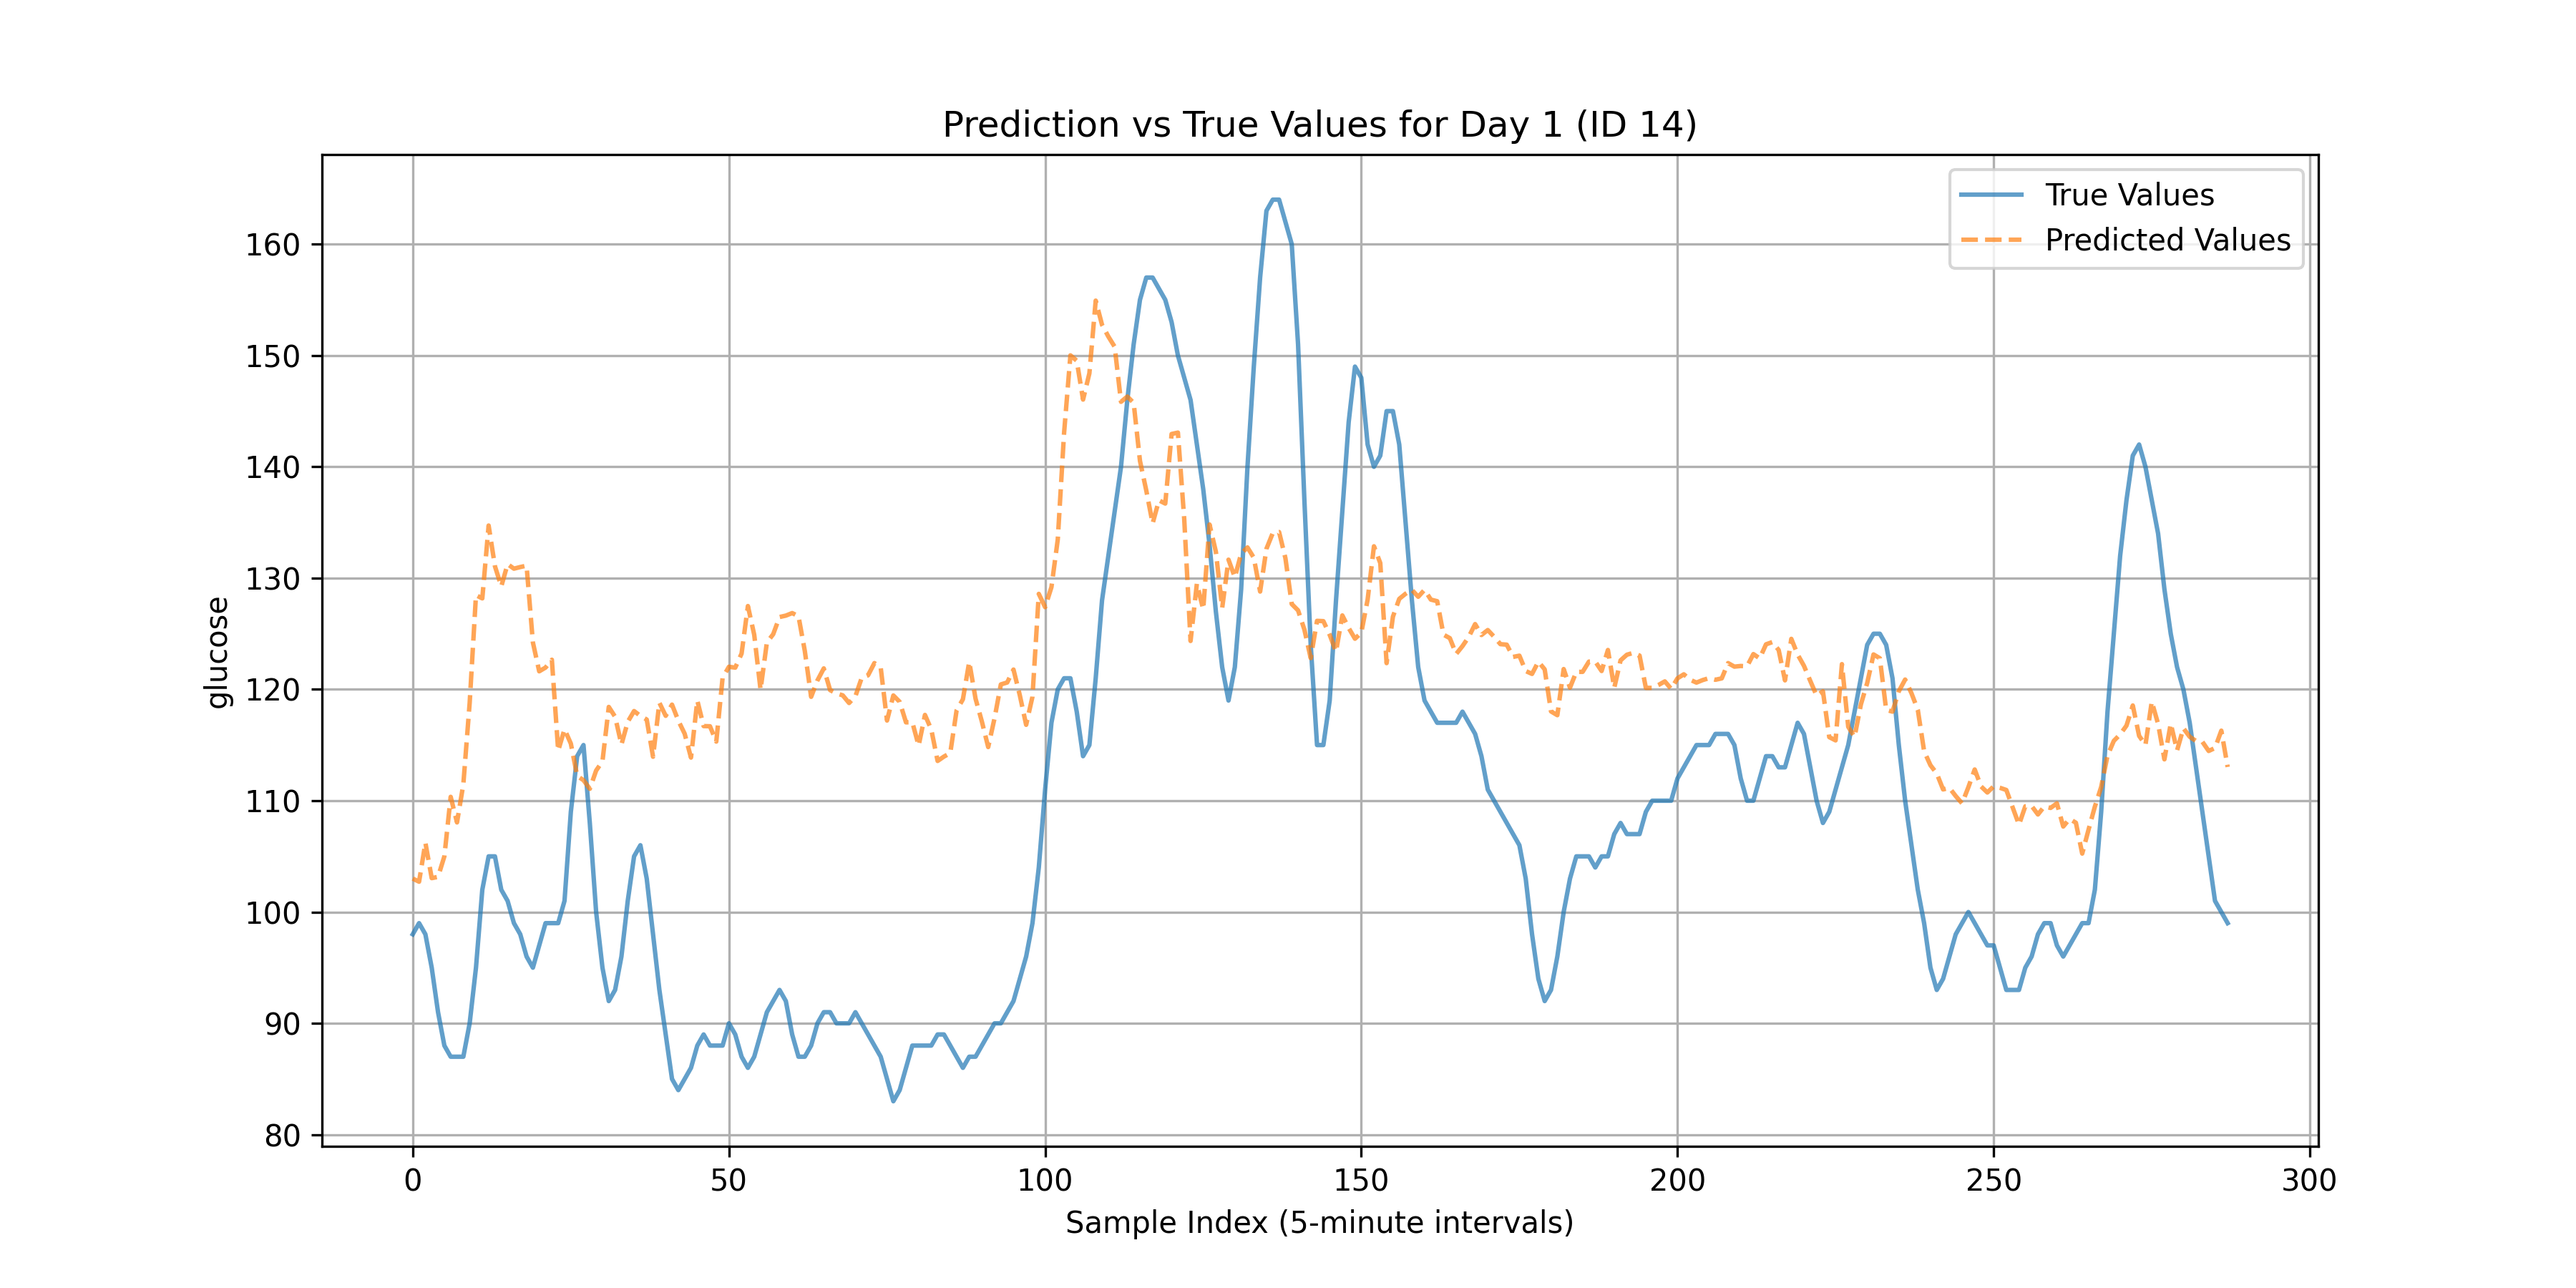 Prediction vs True Values for Day 1 (ID 14)
True Values
Predicted Values
glucose
160
150
140
130
120
110
100
90
80
0 50 100 150 200 250 300
Sample Index (5-minute intervals)